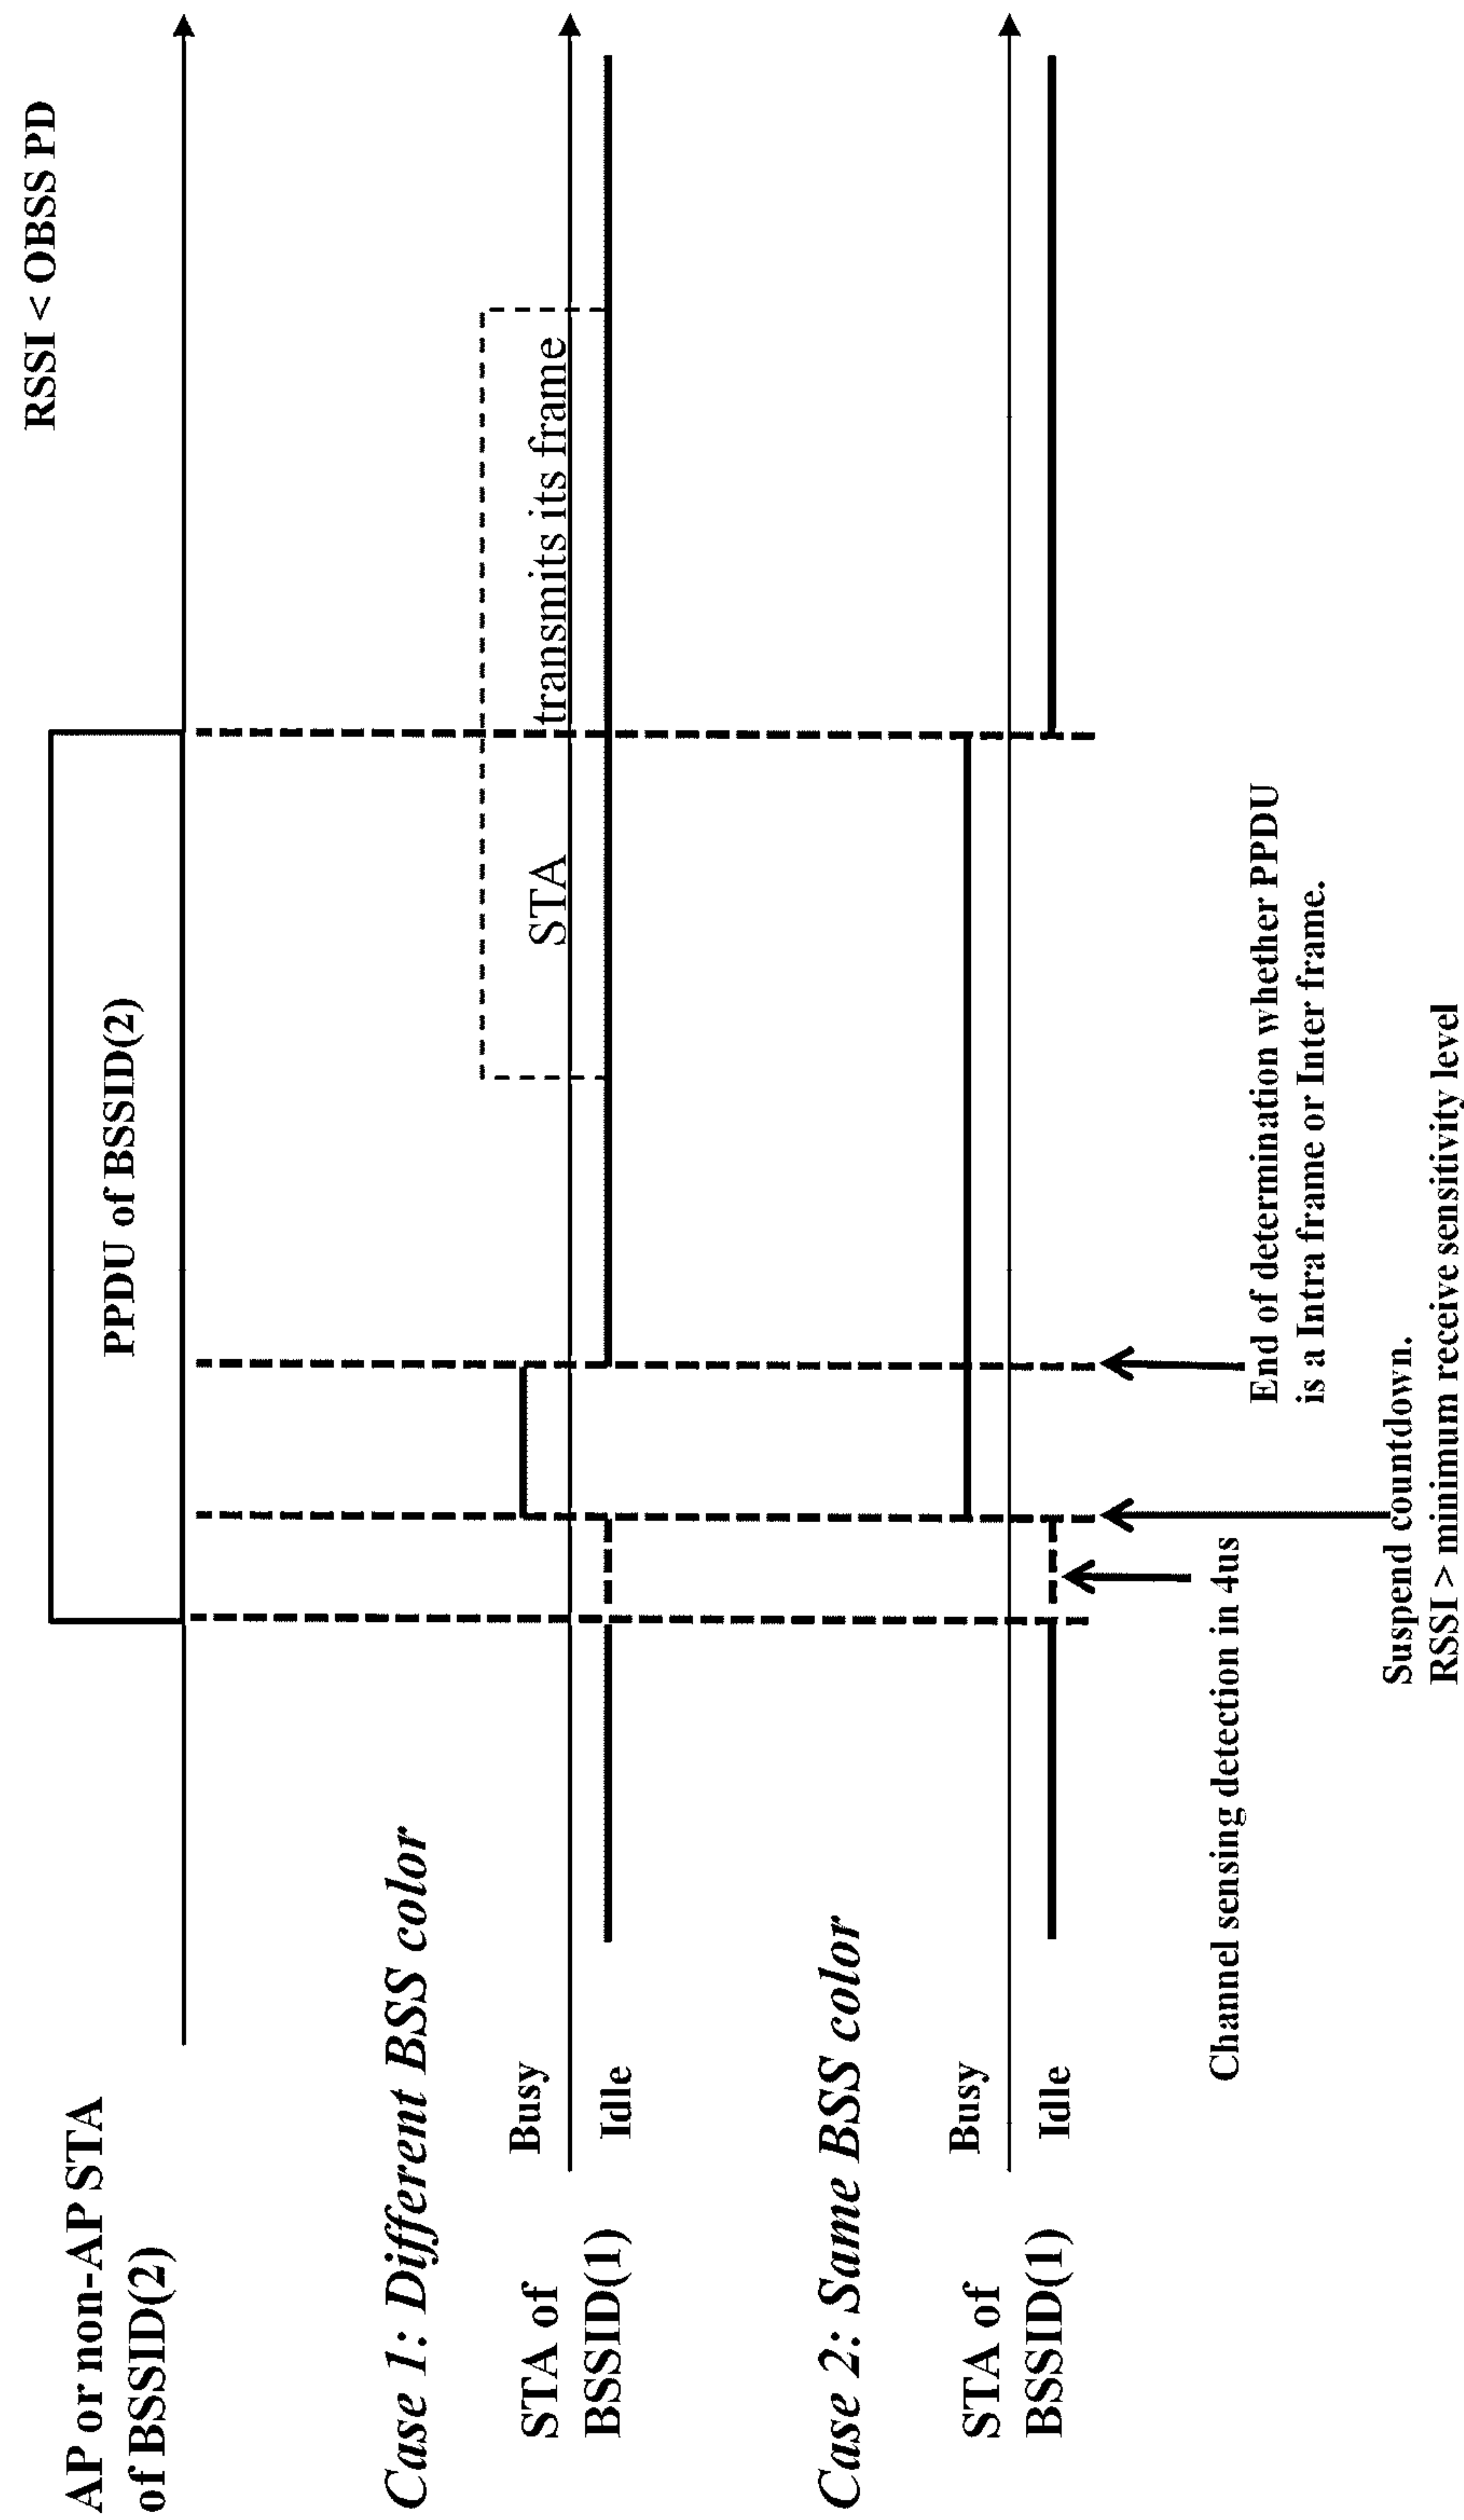 RSSI < OBSS PD
AP or non-AP STA
of BSSID(2)
PPDU of BSSID(2)
Case 1: Different BSS color
STA of
BSSID(1)
Busy
Idle
STA transmits its frame
Case 2: Same BSS color
STA of
BSSID(1)
Busy
Idle
Channel sensing detection in 4us
End of determination whether PPDU
is a Intra frame or Inter frame.
Suspend countdown.
RSSI > minimum receive sensitivity level